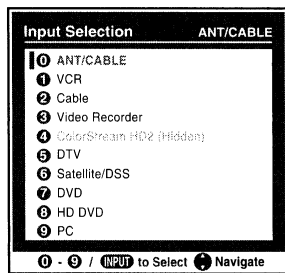 Input Selection ANT/CABLE
0 ANT/CABLE
1 VCR
2 Cable
3 Video Recorder
4 ColorStream HD2 (Hidden)
5 DTV
6 Satellite/DSS
7 DVD
8 HD DVD
9 PC
0 - 9 / INPUT to Select Navigate